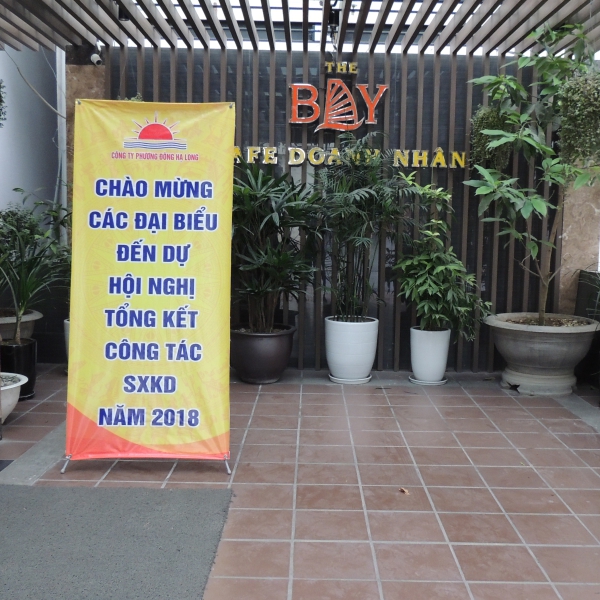 THE
BAY
CAFE DOANH NHÂN
CÔNG TY PHƯƠNG ĐÔNG HẠ LONG
CHÀO MỪNG
CÁC ĐẠI BIỂU
ĐẾN DỰ
HỘI NGHỊ
TỔNG KẾT
CÔNG TÁC
SXKD
NĂM 2018